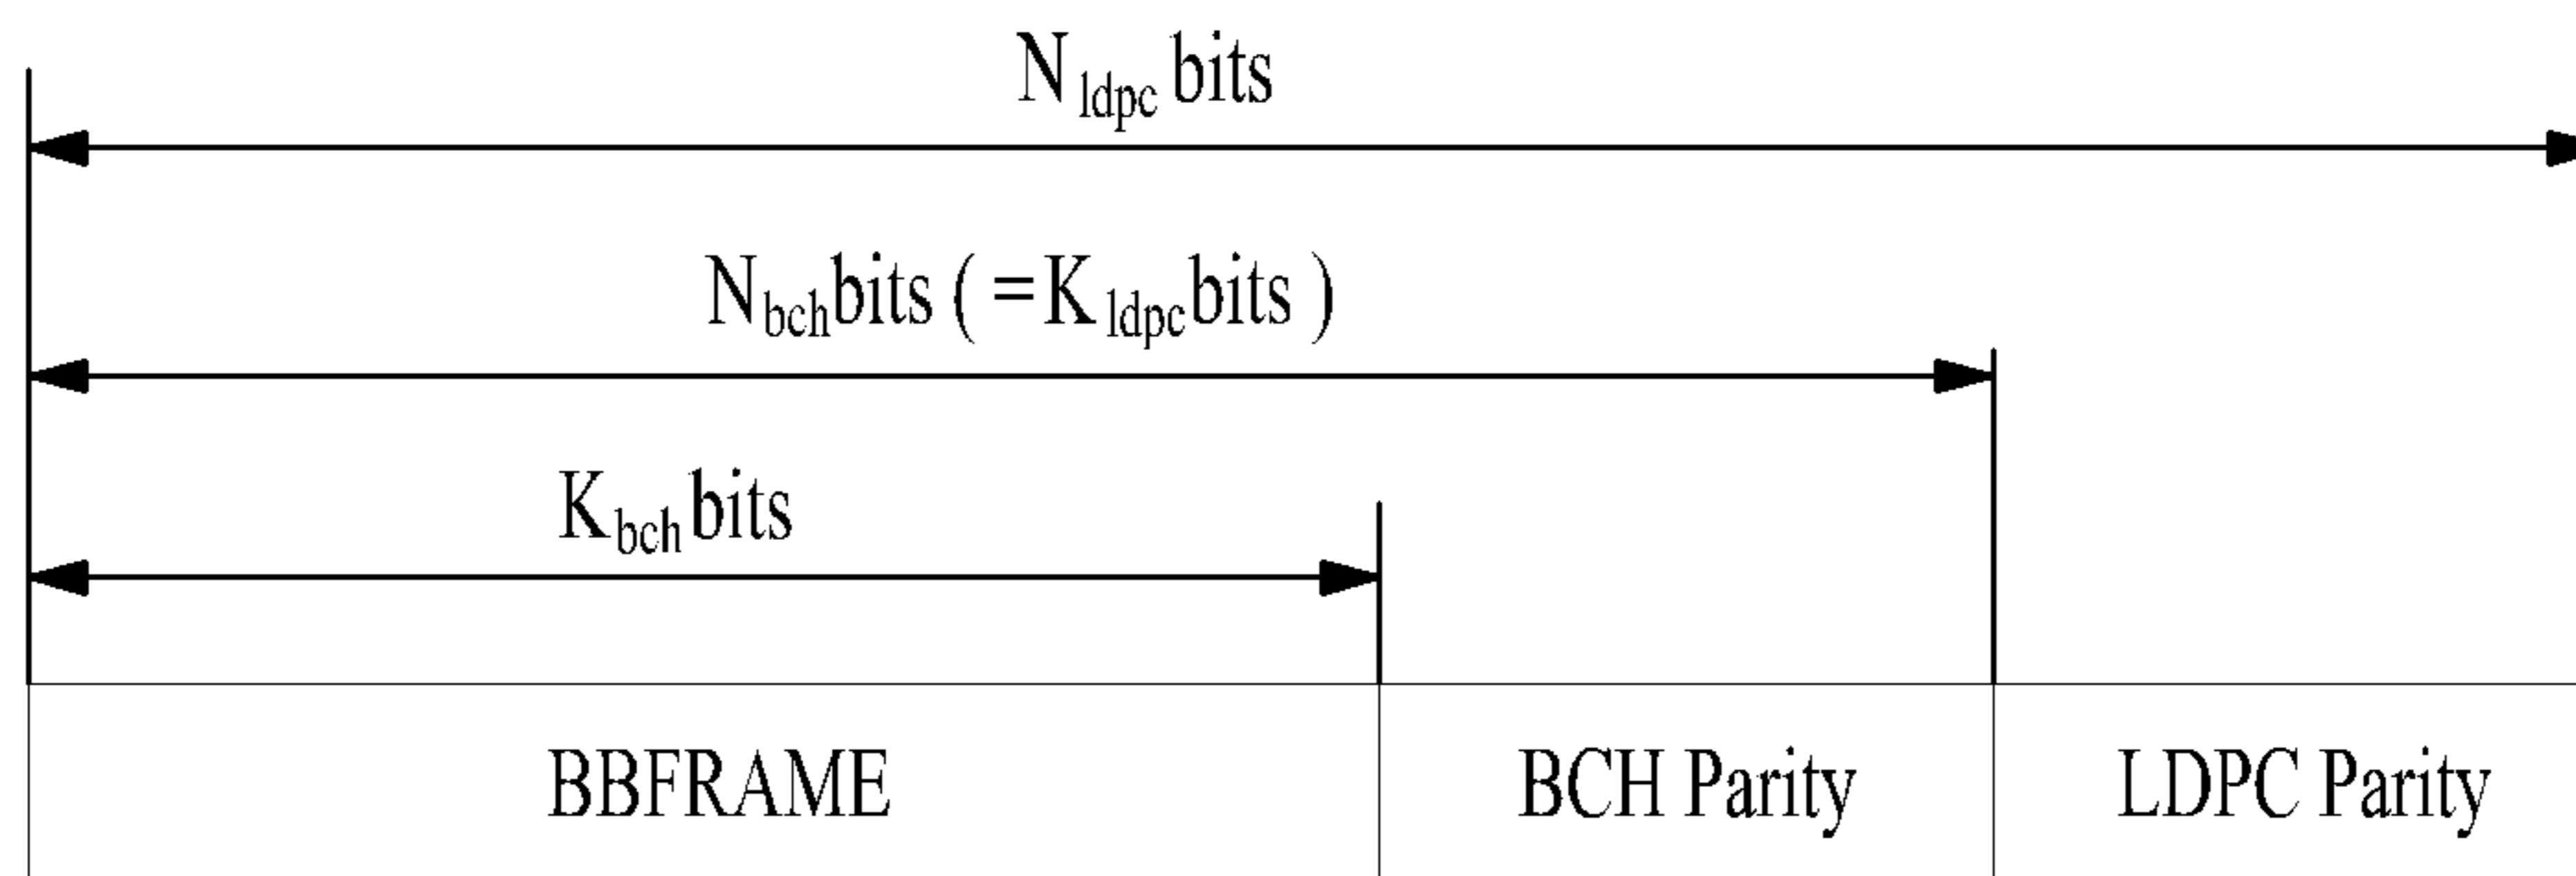 N ldpc bits
N bch bits ( = K ldpc bits )
K bch bits
BBFRAME BCH Parity LDPC Parity